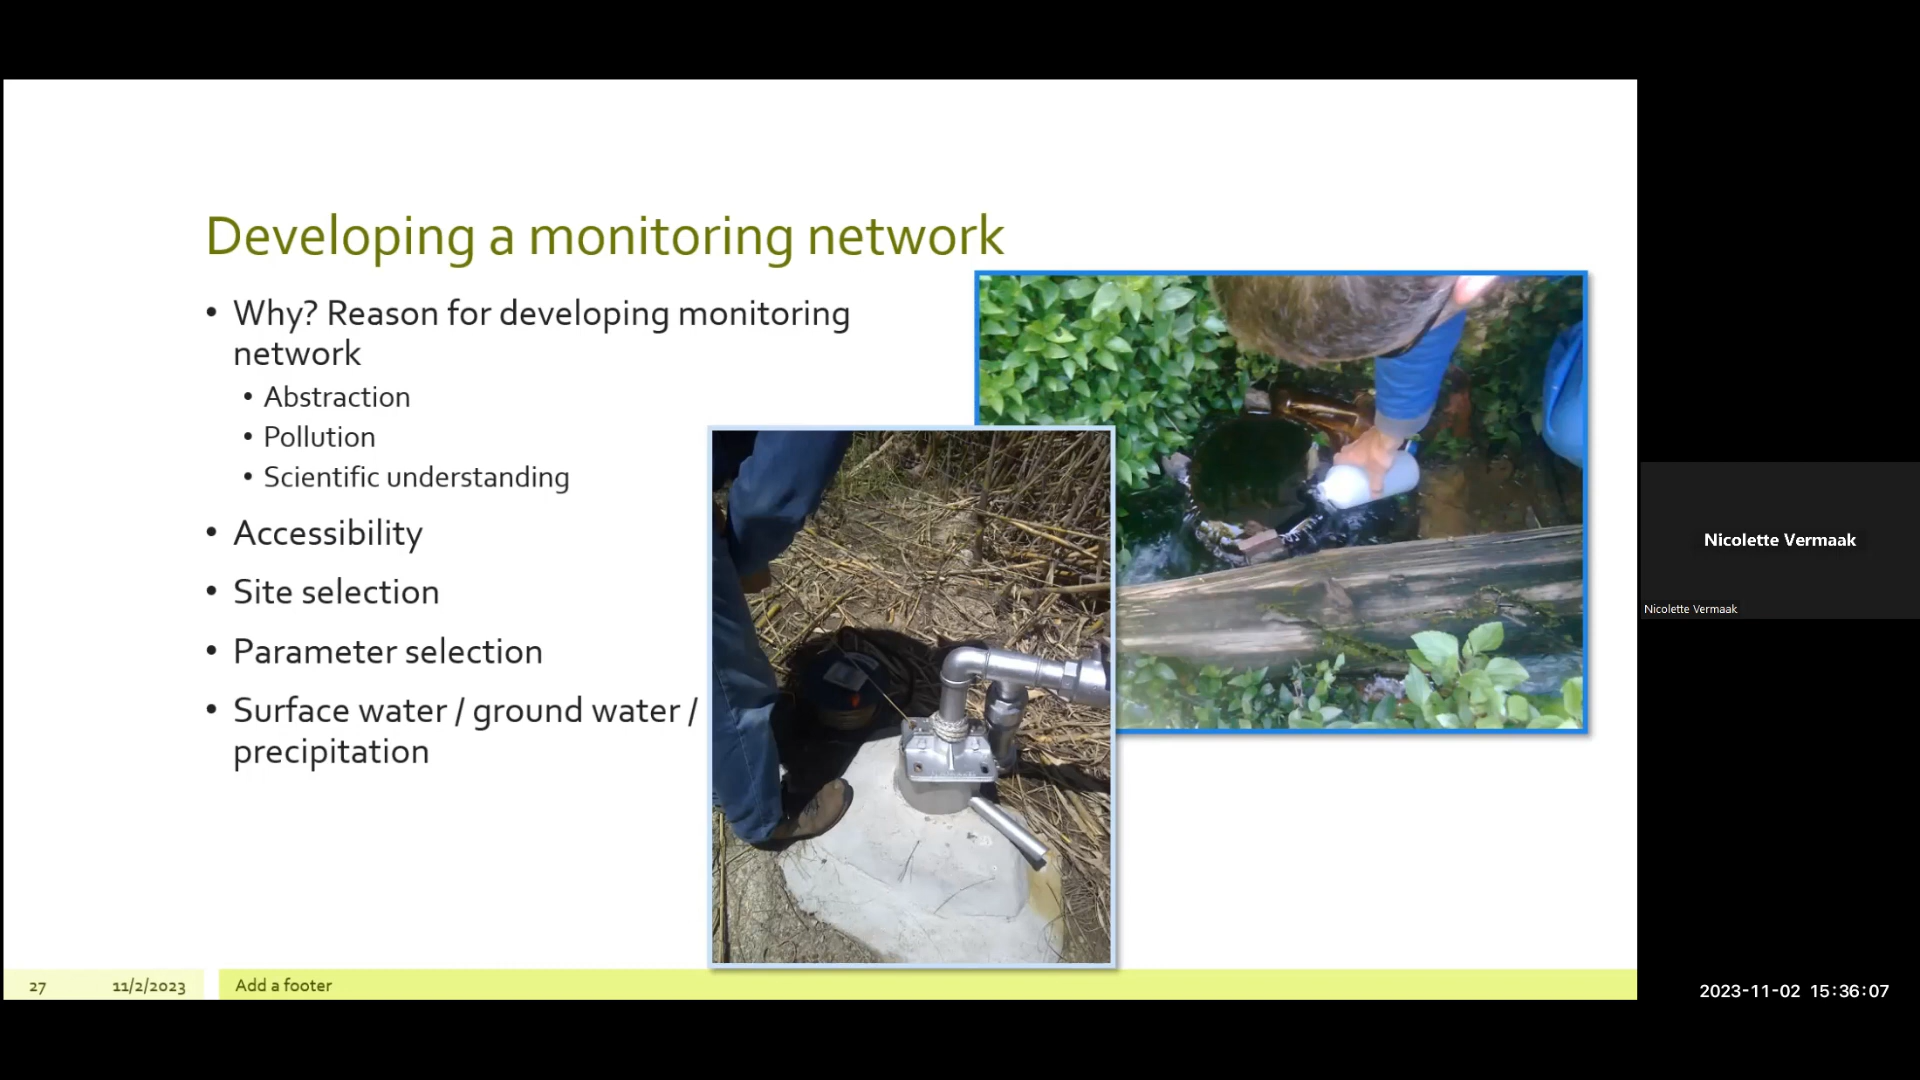 Developing a monitoring network
• Why? Reason for developing monitoring
network
• Abstraction
• Pollution
• Scientific understanding
• Accessibility
• Site selection
• Parameter selection
• Surface water / ground water /
precipitation
27
11/2/2023
Add a footer
Nicolette Vermaak
Nicolette Vermaak
2023-11-02 15:36:07